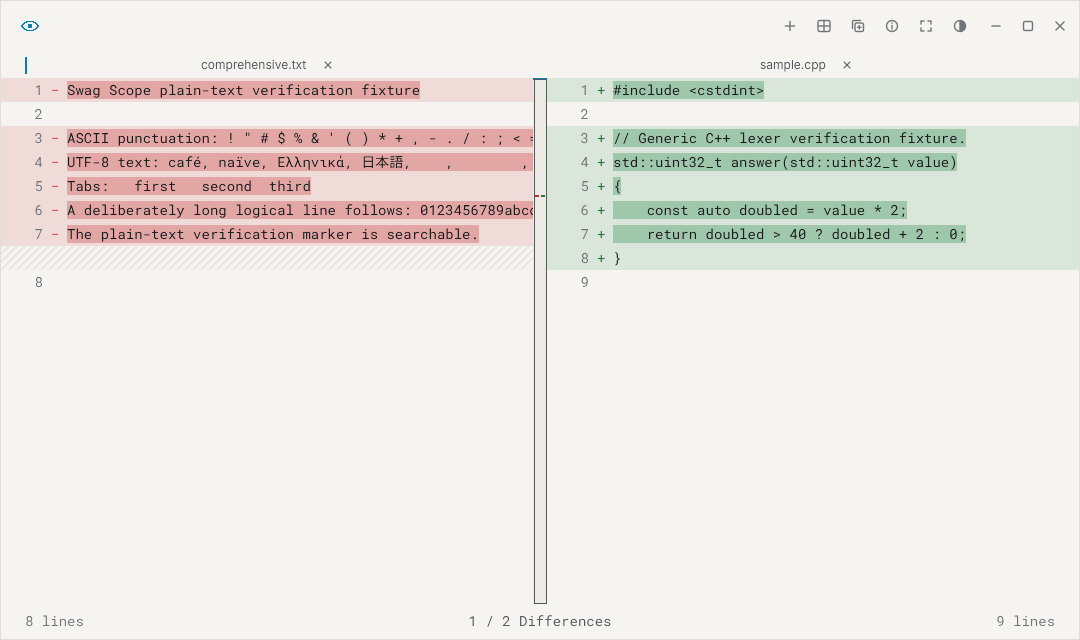 comprehensive.txt
sample.cpp
1 - Swag Scope plain-text verification fixture
2
3 - ASCII punctuation: ! " # $ % & ' ( ) * + , - . / : ; <
4 - UTF-8 text: café, naïve, Ελληνικά, 日本語, , ,
5 - Tabs: first second third
6 - A deliberately long logical line follows: 0123456789abc
7 - The plain-text verification marker is searchable.
8
1 + #include <cstdint>
2
3 + // Generic C++ lexer verification fixture.
4 + std::uint32_t answer(std::uint32_t value)
5 + {
6 +     const auto doubled = value * 2;
7 +     return doubled > 40 ? doubled + 2 : 0;
8 + }
9
8 lines
1 / 2 Differences
9 lines